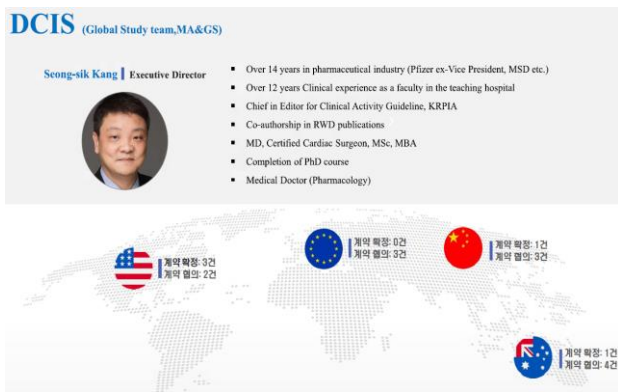 DCIS (Global Study team,MA&GS)
Seong-sik Kang | Executive Director
▪ Over 14 years in pharmaceutical industry (Pfizer ex-Vice President, MSD etc.)
▪ Over 12 years Clinical experience as a faculty in the teaching hospital
▪ Chief in Editor for Clinical Activity Guideline, KRPIA
▪ Co-authorship in RWD publications
▪ MD, Certified Cardiac Surgeon, MSc, MBA
▪ Completion of PhD course
▪ Medical Doctor (Pharmacology)
계약 확정: 3건
계약 협의: 2건
계약 확정: 0건
계약 협의: 3건
계약 확정: 1건
계약 협의: 3건
계약 확정: 1건
계약 협의: 4건